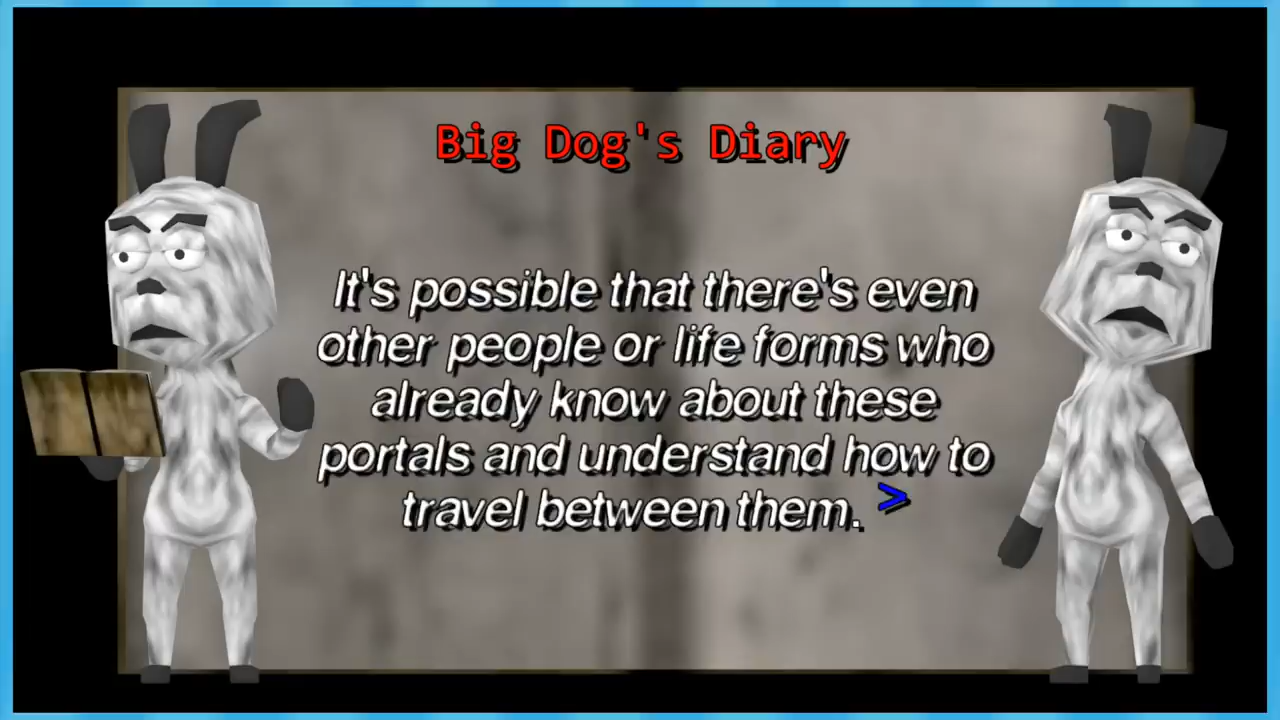 Big Dog's Diary
It's possible that there's even
other people or life forms who
already know about these
portals and understand how to
travel between them. >